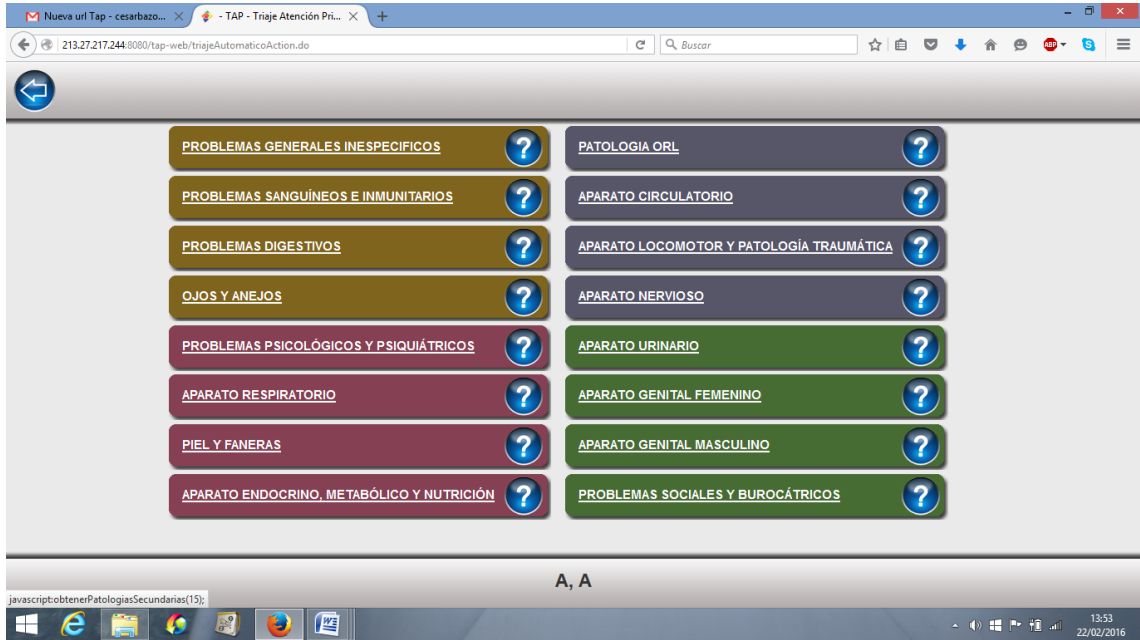 Nueva url Tap - cesarbazo...
- TAP - Triaje Atención Pri...
213.27.217.244:8080/tap-web/triajeAutomaticoAction.do
Buscar
ABP
S
PROBLEMAS GENERALES INESPECIFICOS ?
PATOLOGIA ORL ?
PROBLEMAS SANGUÍNEOS E INMUNITARIOS ?
APARATO CIRCULATORIO ?
PROBLEMAS DIGESTIVOS ?
APARATO LOCOMOTOR Y PATOLOGÍA TRAUMÁTICA ?
OJOS Y ANEJOS ?
APARATO NERVIOSO ?
PROBLEMAS PSICOLÓGICOS Y PSIQUIÁTRICOS ?
APARATO URINARIO ?
APARATO RESPIRATORIO ?
APARATO GENITAL FEMENINO ?
PIEL Y FANERAS ?
APARATO GENITAL MASCULINO ?
APARATO ENDOCRINO, METABÓLICO Y NUTRICIÓN ?
PROBLEMAS SOCIALES Y BUROCÁTRICOS ?
A, A
javascript:obtenerPatologiasSecundarias(15);
13:53
22/02/2016